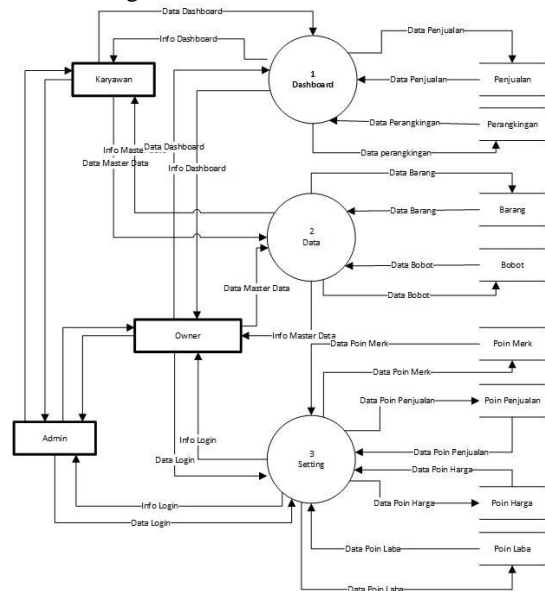 Data Dashboard
Info Dashboard
Data Penjualan
Karyawan
1
Dashboard
Data Penjualan
Penjualan
Data Perangkingan
Perangkingan
Data Dashboard
Info Dashboard
Data perangkingan
Data Master Data
Data Barang
2
Data
Data Barang
Barang
Data Bobot
Bobot
Data Master Data
Data Bobot
Owner
Info Master Data
Data Poin Merk
Poin Merk
Data Poin Merk
Data Poin Penjualan
Poin Penjualan
Admin
Info Login
Data Login
3
Setting
Data Poin Penjualan
Data Poin Harga
Info Login
Data Poin Harga
Poin Harga
Data Login
Data Poin Laba
Poin Laba
Data Poin Laba